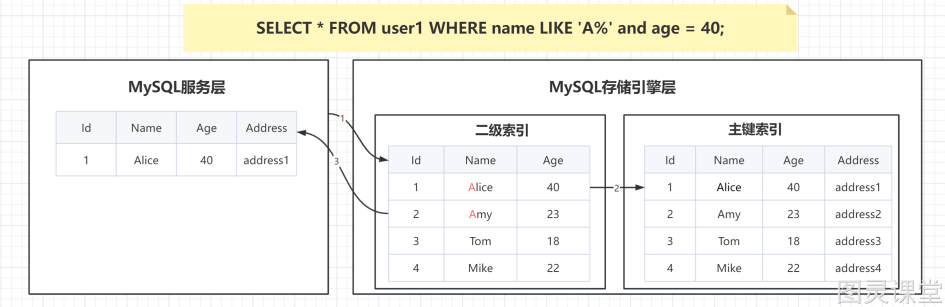 SELECT * FROM user1 WHERE name LIKE 'A%' and age = 40;
MySQL服务层
Id Name Age Address
1 Alice 40 address1
1
3
MySQL存储引擎层
二级索引
Id Name Age
1 Alice 40
2 Amy 23
3 Tom 18
4 Mike 22
2
主键索引
Id Name Age Address
1 Alice 40 address1
2 Amy 23 address2
3 Tom 18 address3
4 Mike 22 address4
图灵课堂